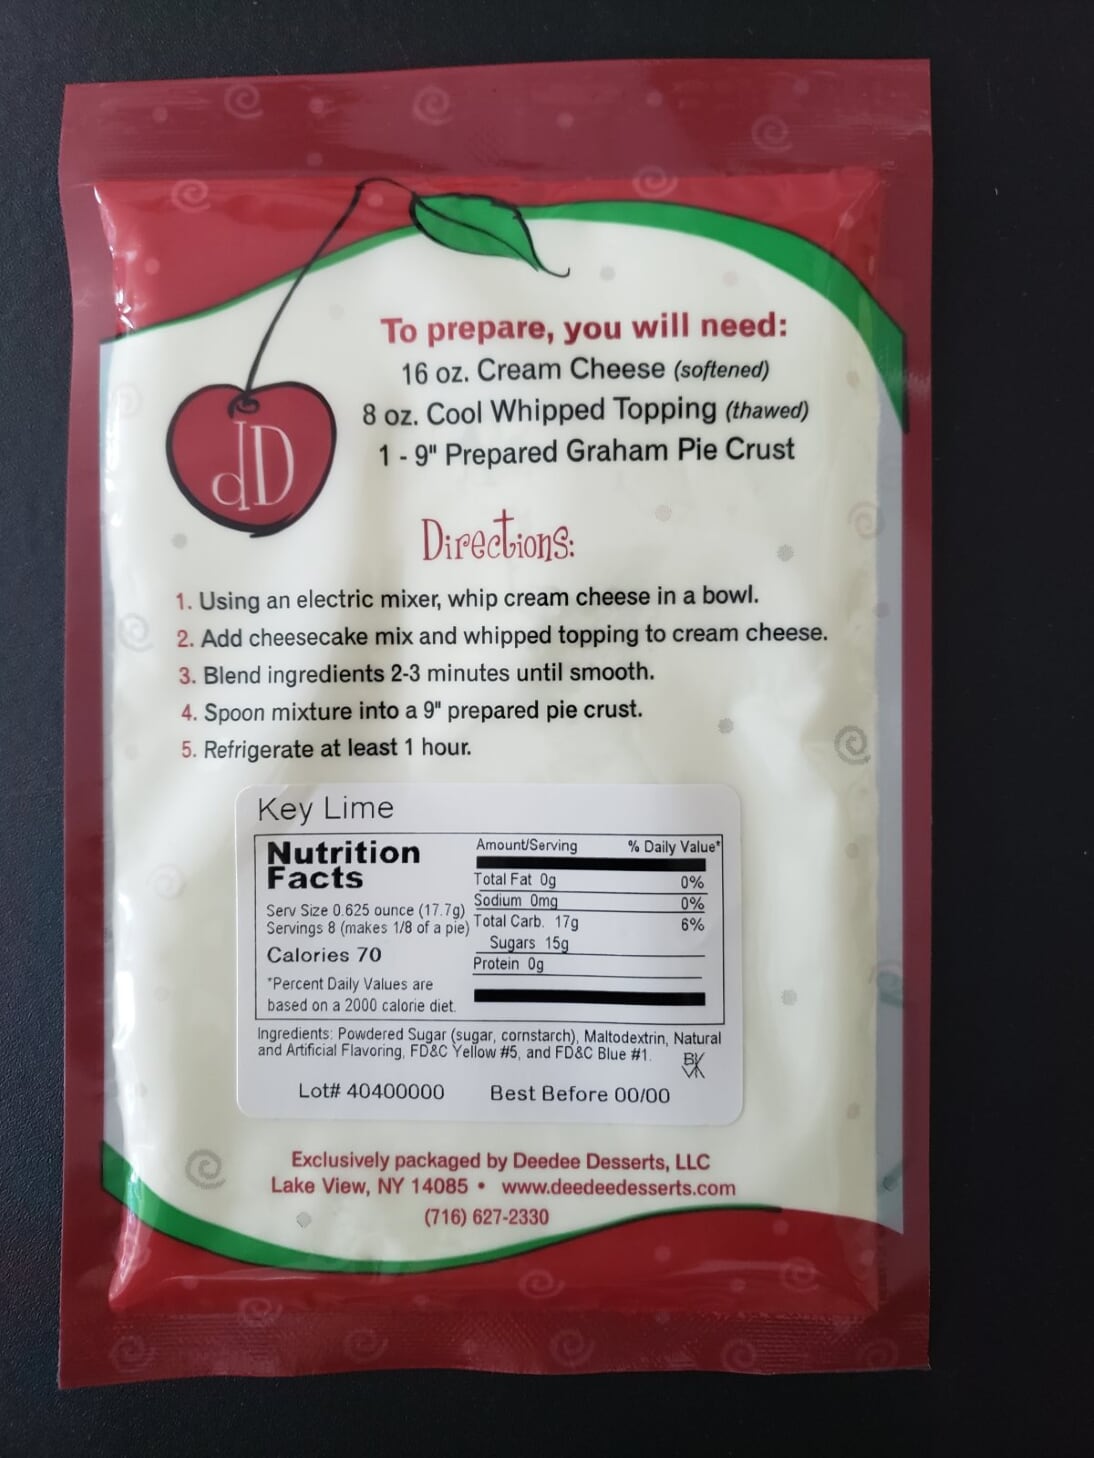 dD
To prepare, you will need:
16 oz. Cream Cheese (softened)
8 oz. Cool Whipped Topping (thawed)
1 - 9" Prepared Graham Pie Crust
Directions:
1. Using an electric mixer, whip cream cheese in a bowl.
2. Add cheesecake mix and whipped topping to cream cheese.
3. Blend ingredients 2-3 minutes until smooth.
4. Spoon mixture into a 9" prepared pie crust.
5. Refrigerate at least 1 hour.
Key Lime
Nutrition
Facts
Serv Size 0.625 ounce (17.7g)
Servings 8 (makes 1/8 of a pie)
Calories 70
*Percent Daily Values are
based on a 2000 calorie diet.
Amount/Serving % Daily Value*
Total Fat 0g 0%
Sodium 0mg 0%
Total Carb. 17g 6%
Sugars 15g
Protein 0g
Ingredients: Powdered Sugar (sugar, cornstarch), Maltodextrin, Natural
and Artificial Flavoring, FD&C Yellow #5, and FD&C Blue #1.
Lot# 40400000 Best Before 00/00
Exclusively packaged by Deedee Desserts, LLC
Lake View, NY 14085 • www.deedeedesserts.com
(716) 627-2330